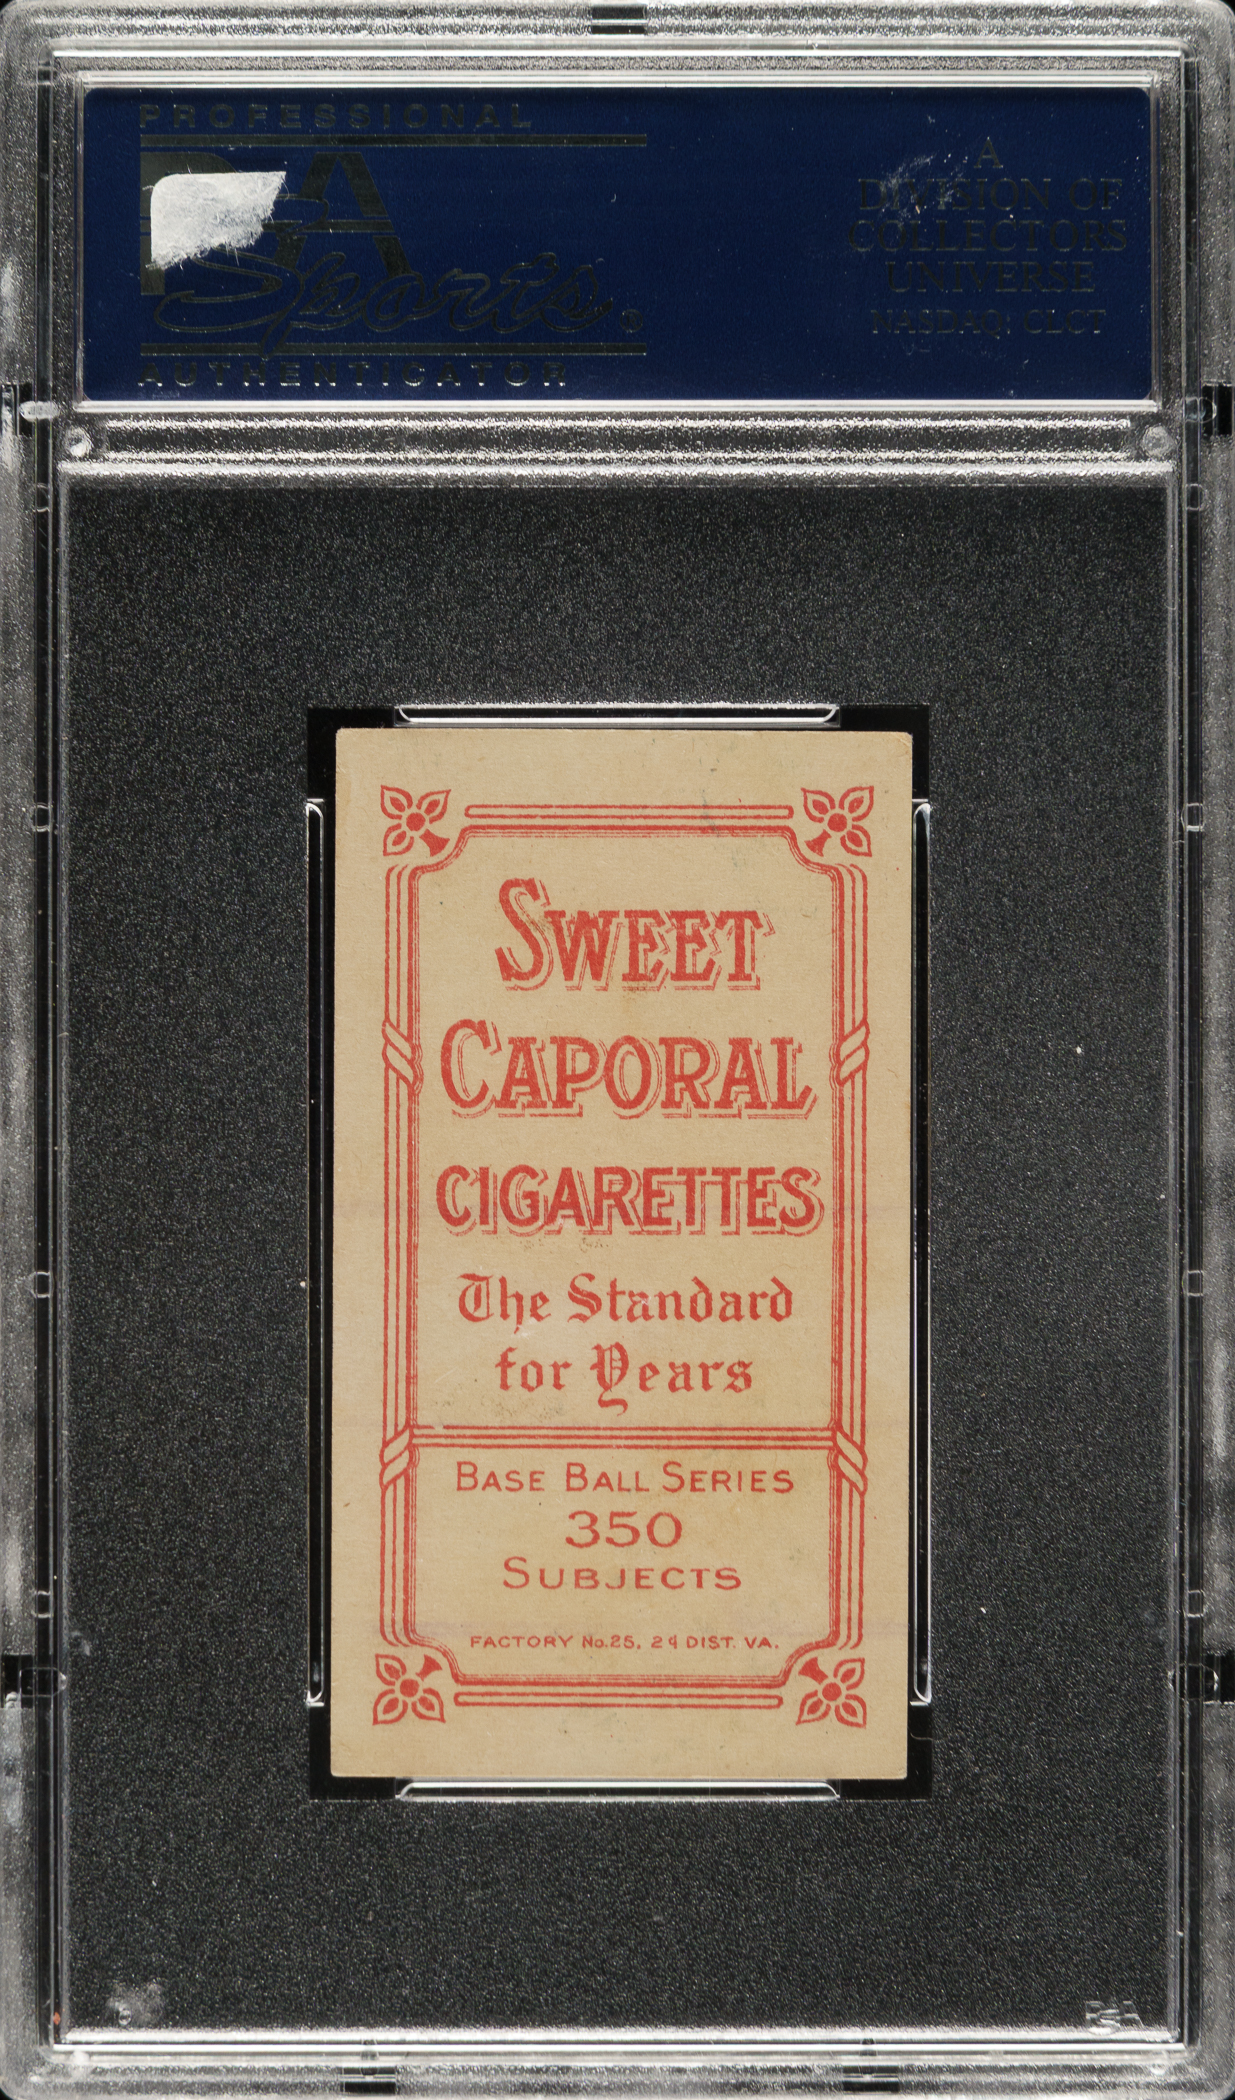 PROFESSIONAL
PSA
Sports®
AUTHENTICATOR
A
DIVISION OF
COLLECTORS
UNIVERSE
NASDAQ: CLCT
SWEET
CAPORAL
CIGARETTES
The Standard
for Years
BASE BALL SERIES
350
SUBJECTS
FACTORY No.25, 2d DIST. VA.
PSA